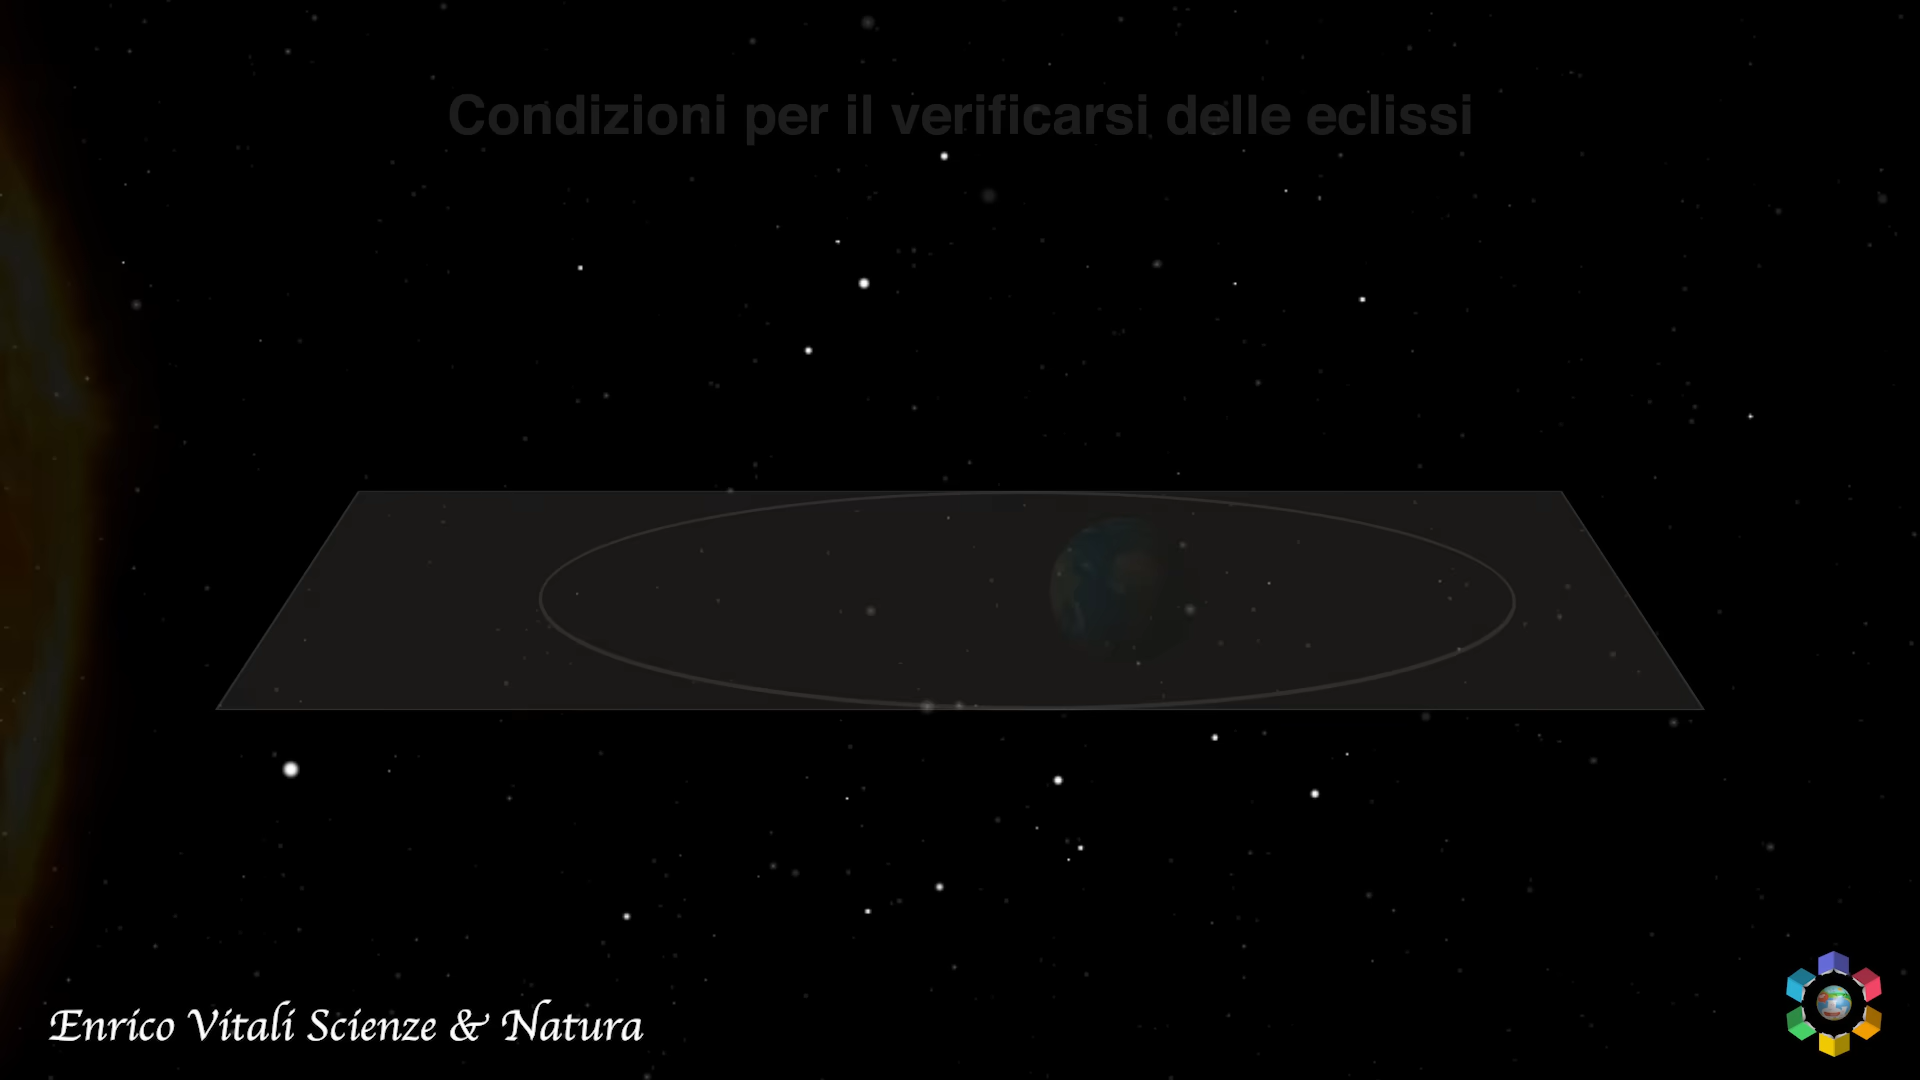 Condizioni per il verificarsi delle eclissi
Enrico Vitali Scienze & Natura